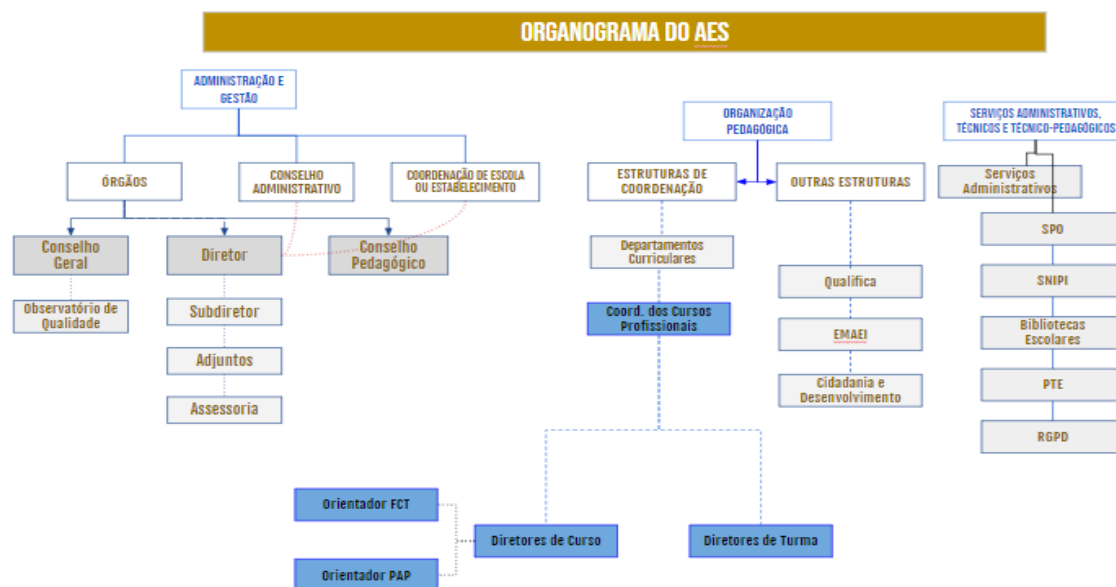 ORGANOGRAMA DO AES
ADMINISTRAÇÃO E
GESTÃO
ORGANIZAÇÃO
PEDAGÓGICA
SERVIÇOS ADMINISTRATIVOS,
TÉCNICOS E TÉCNICO-PEDAGÓGICOS
ÓRGÃOS
CONSELHO
ADMINISTRATIVO
COORDENAÇÃO DE ESCOLA
OU ESTABELECIMENTO
ESTRUTURAS DE
COORDENAÇÃO
OUTRAS ESTRUTURAS
Serviços
Administrativos
Conselho
Geral
Diretor
Conselho
Pedagógico
Departamentos
Curriculares
SPO
Observatório de
Qualidade
Subdiretor
Qualifica
SNIPI
Coord. dos Cursos
Profissionais
EMAEI
Bibliotecas
Escolares
Adjuntos
Cidadania e
Desenvolvimento
PTE
Assessoria
RGPD
Orientador FCT
Diretores de Curso
Diretores de Turma
Orientador PAP